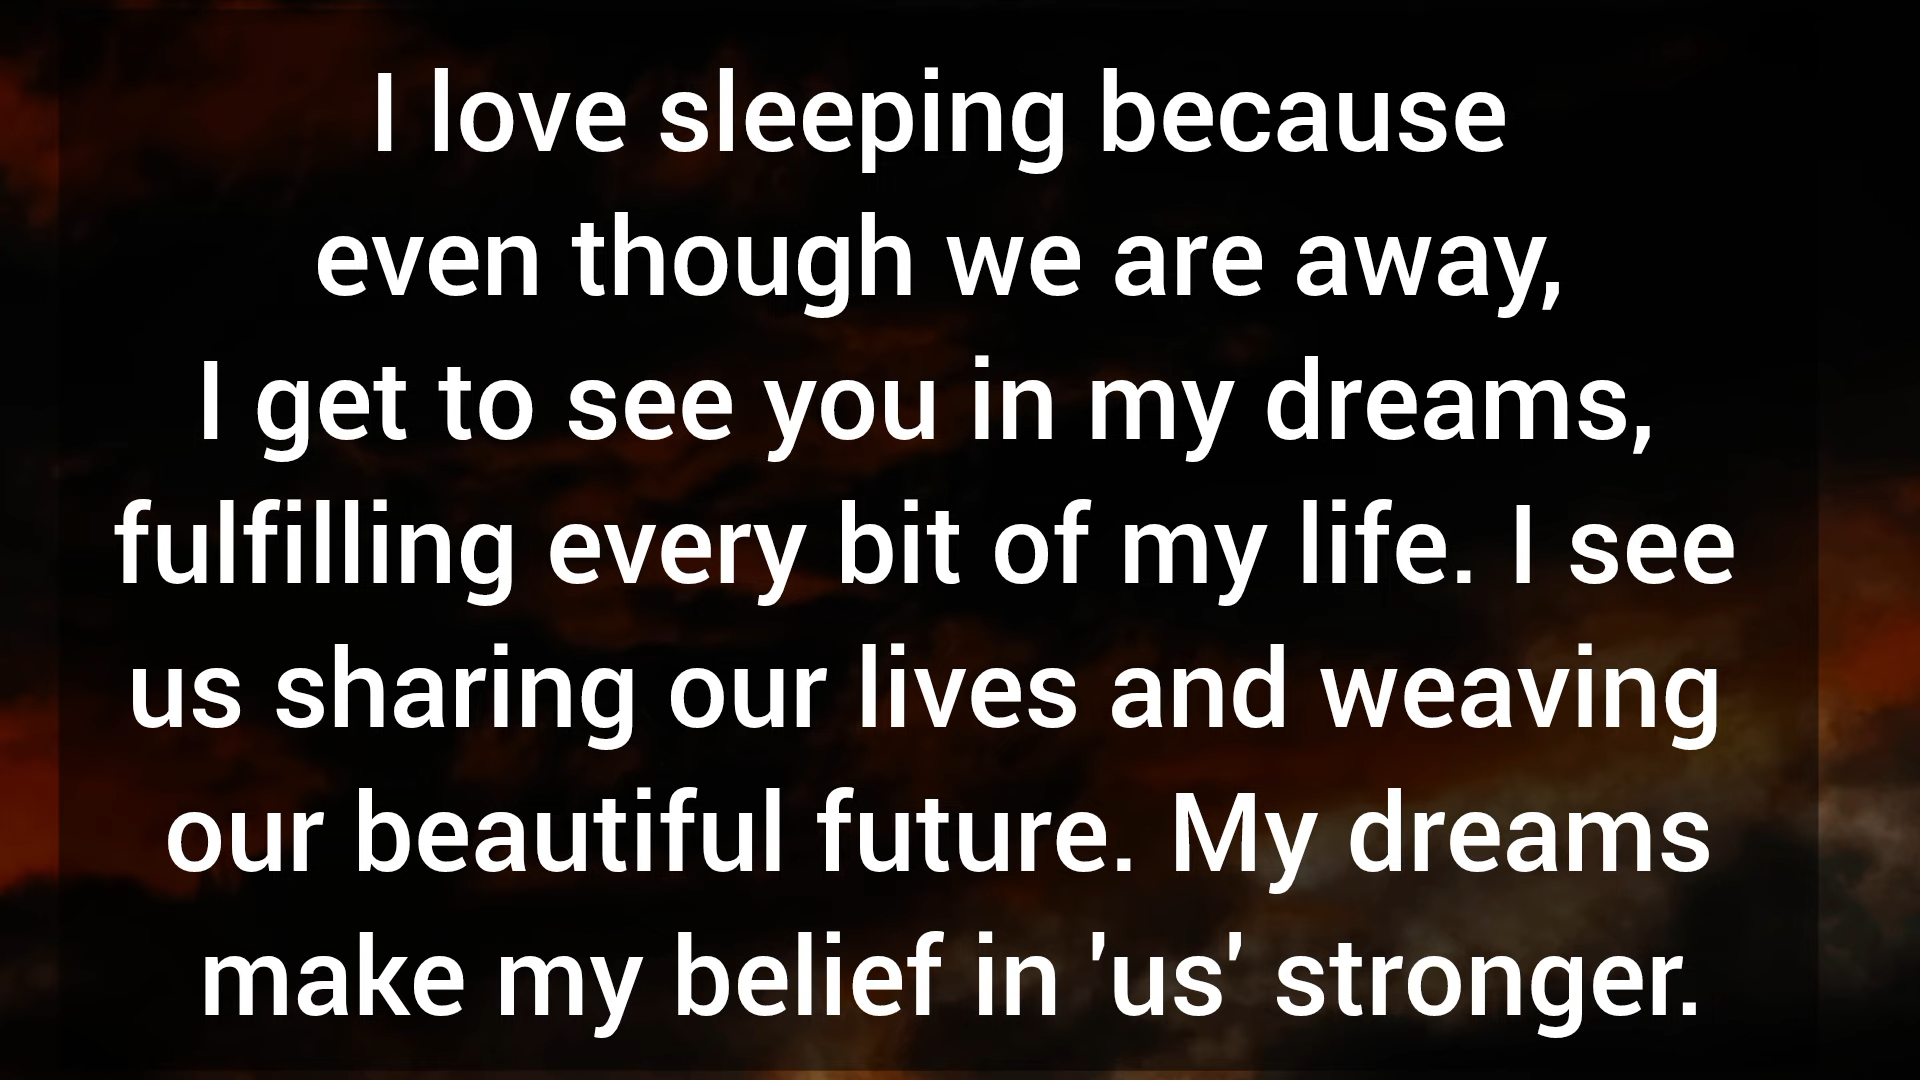 I love sleeping because
even though we are away,
I get to see you in my dreams,
fulfilling every bit of my life. I see
us sharing our lives and weaving
our beautiful future. My dreams
make my belief in 'us' stronger.